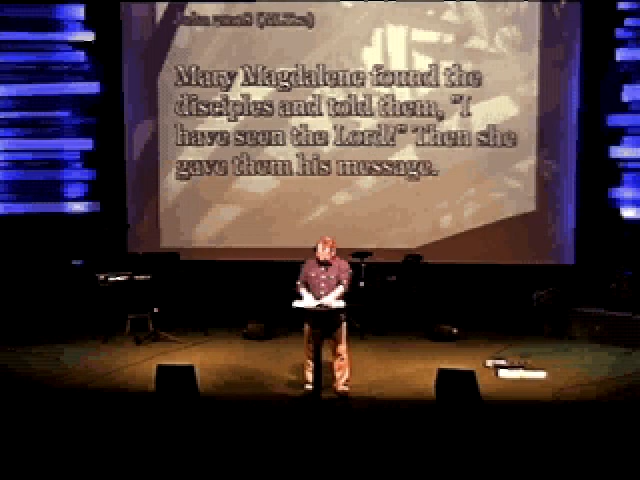 Mary Magdalene found the
disciples and told them, "I
have seen the Lord!" Then she
gave them his message.